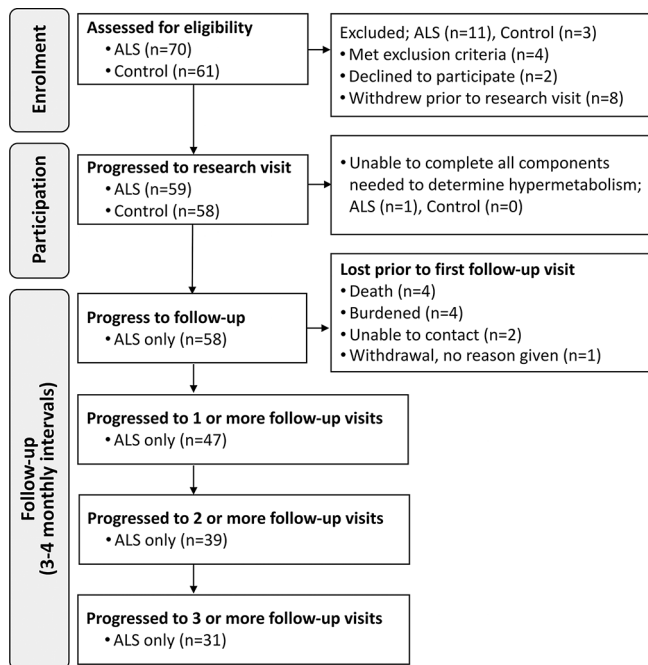 Enrolment
Assessed for eligibility
• ALS (n=70)
• Control (n=61)
Excluded; ALS (n=11), Control (n=3)
• Met exclusion criteria (n=4)
• Declined to participate (n=2)
• Withdrew prior to research visit (n=8)
Participation
Progressed to research visit
• ALS (n=59)
• Control (n=58)
• Unable to complete all components
needed to determine hypermetabolism;
ALS (n=1), Control (n=0)
Follow-up
(3-4 monthly intervals)
Progress to follow-up
• ALS only (n=58)
Lost prior to first follow-up visit
• Death (n=4)
• Burdened (n=4)
• Unable to contact (n=2)
• Withdrawal, no reason given (n=1)
Progressed to 1 or more follow-up visits
• ALS only (n=47)
Progressed to 2 or more follow-up visits
• ALS only (n=39)
Progressed to 3 or more follow-up visits
• ALS only (n=31)